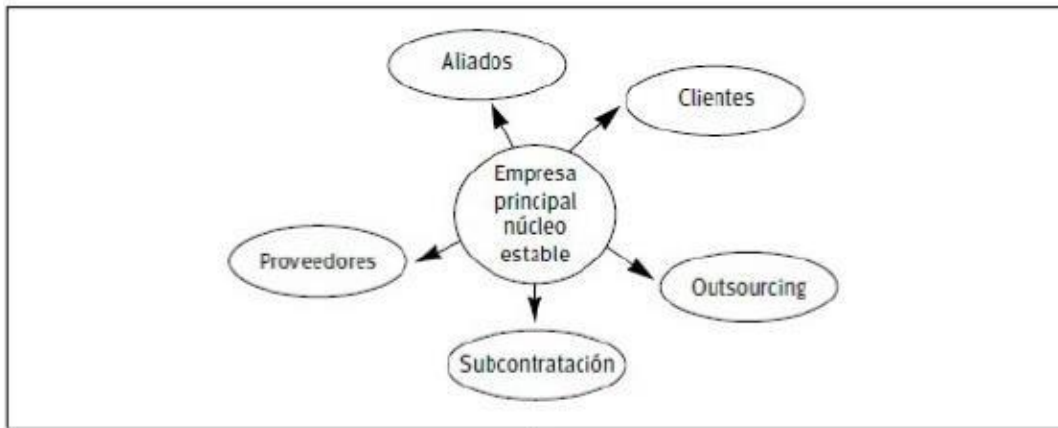 Aliados
Clientes
Empresa
principal
núcleo
estable
Proveedores
Outsourcing
Subcontratación